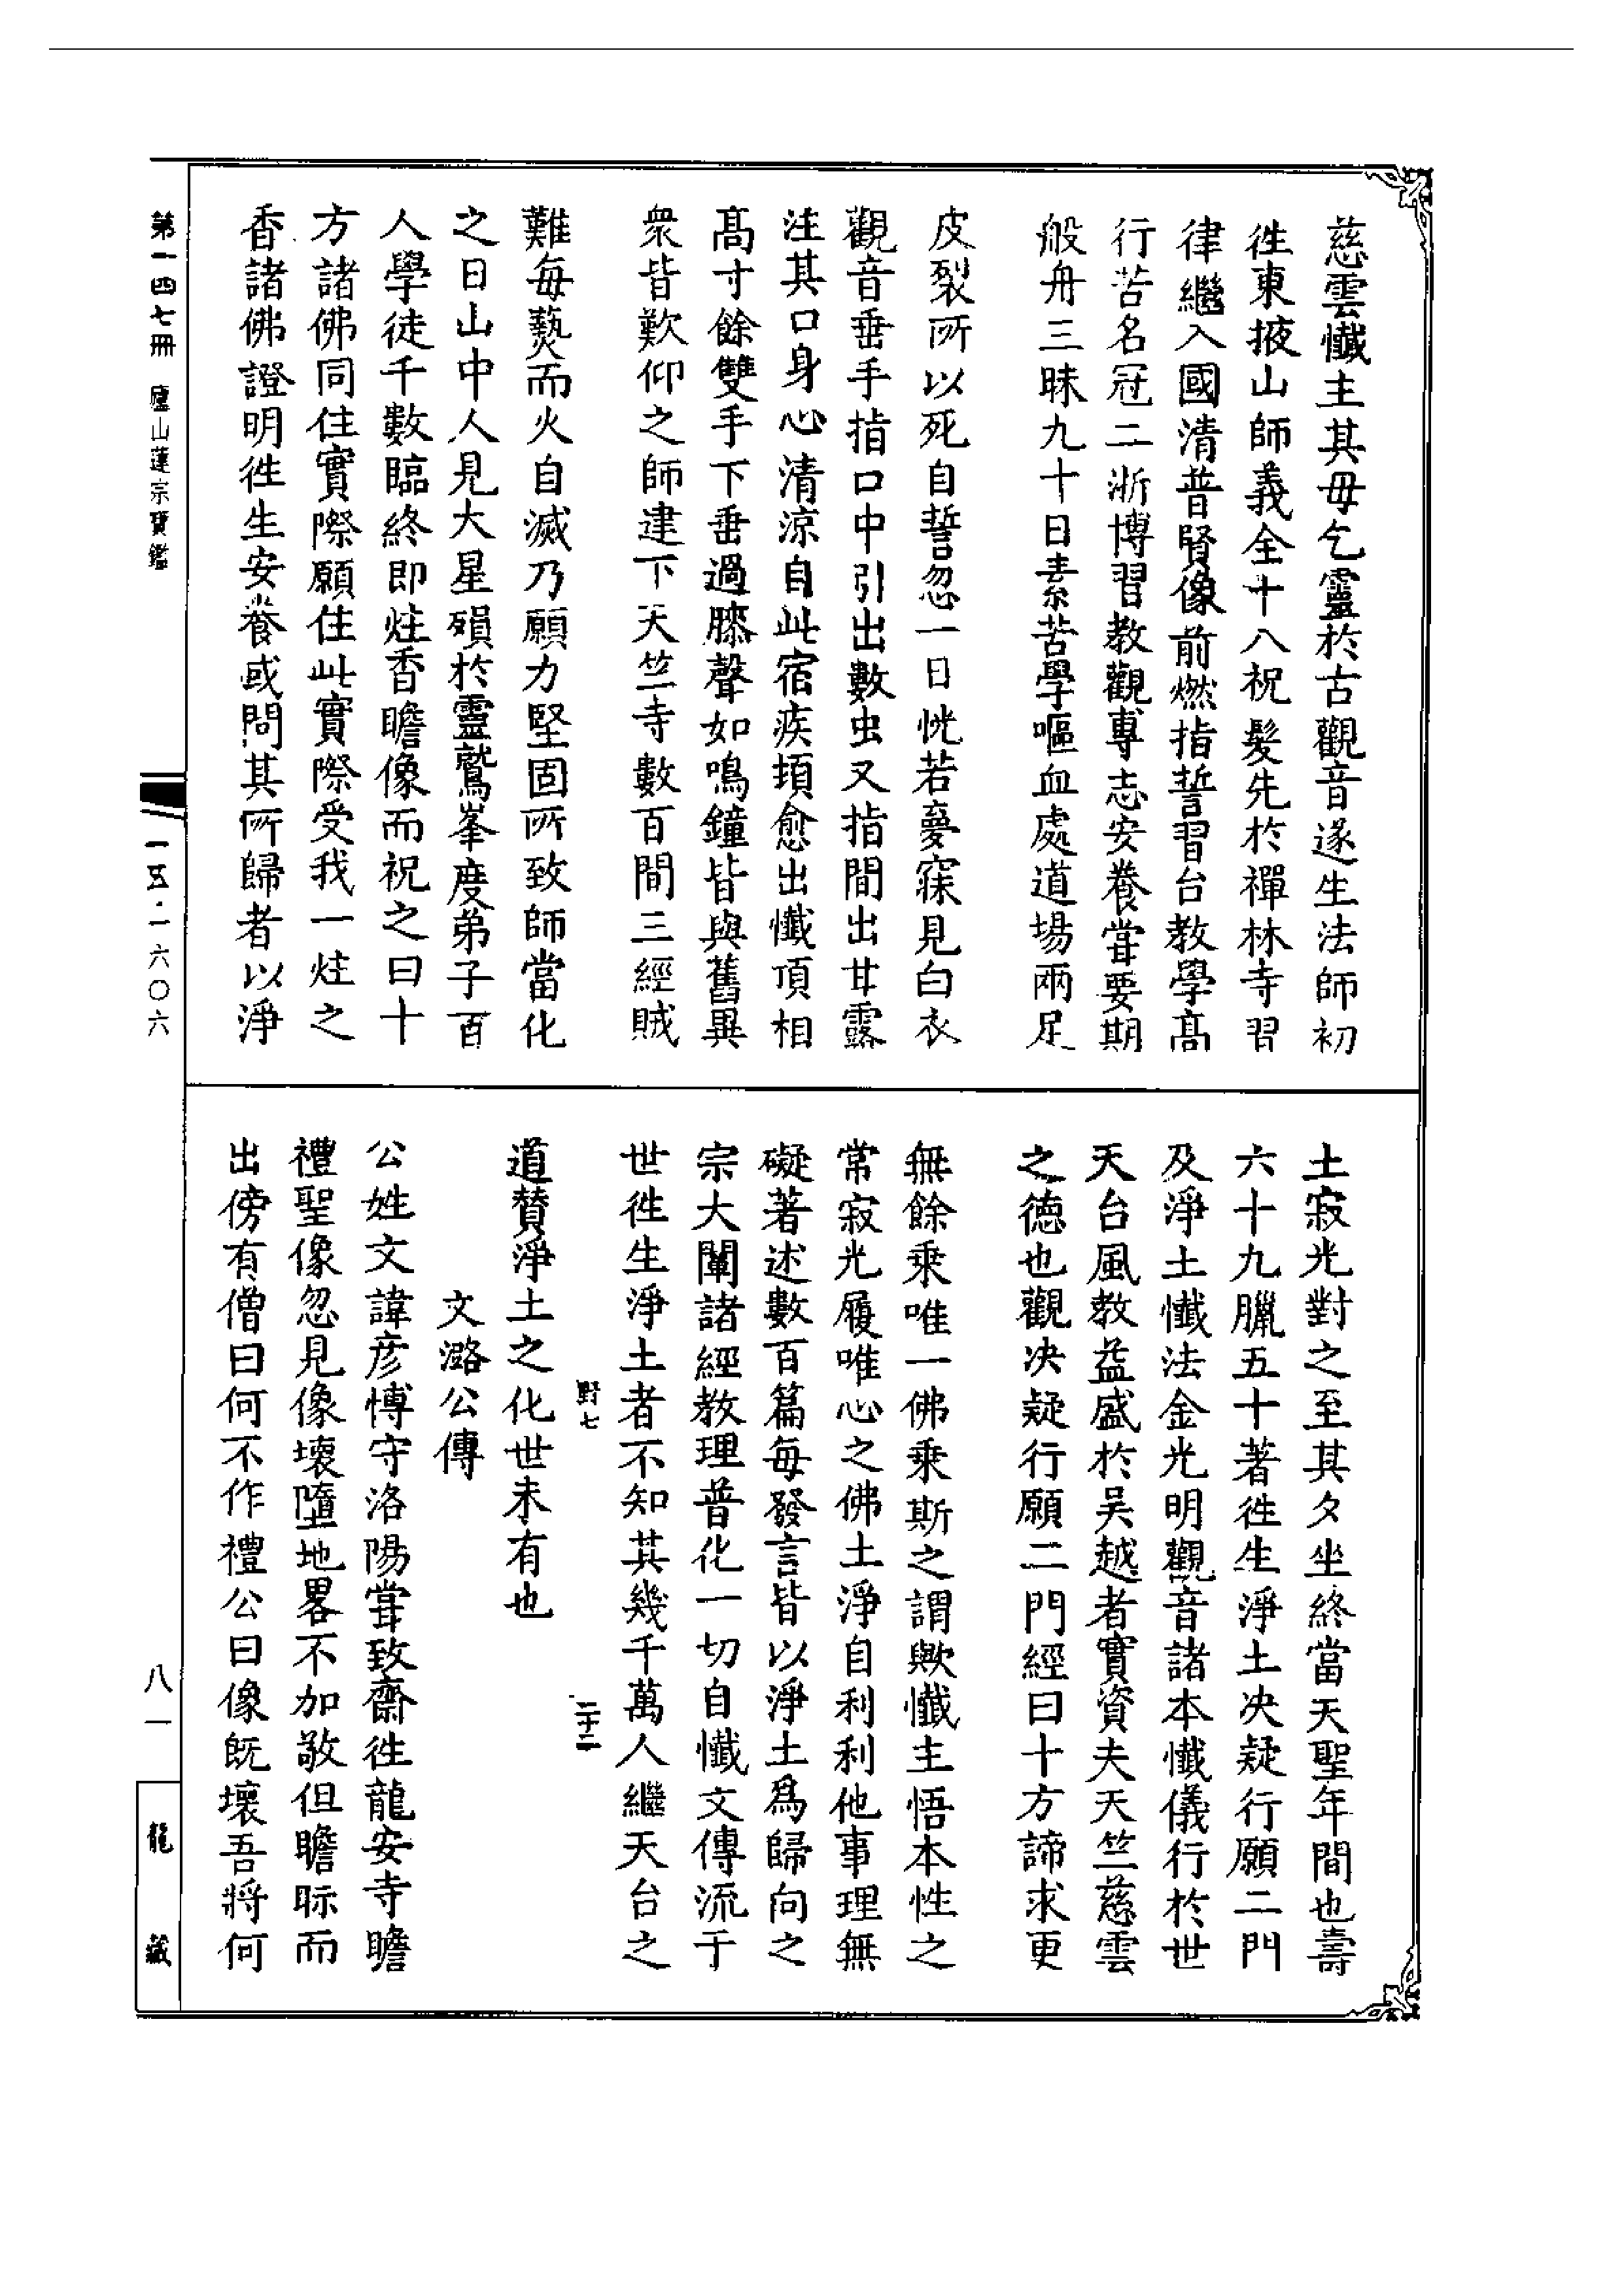 慈雲懺主其毋乞靈於古觀音遂生法師初
徃東掖山師義全十八祝髮先於禪林寺習
律繼入國清普賢像前燃指誓習台教學髙
行苦名冠二浙博習教觀專志安養甞要期
般舟三昧九十日素苦學嘔血處道場兩足
皮裂所以死自誓忽一日恍若夢寐見白衣
觀音垂手指口中引出數虫又指間出甘露
注其口身心清涼自此宿疾頓愈出懺頂相
髙寸餘雙手下垂過膝聲如鳴鐘皆與舊異
衆皆歎仰之師建下天竺寺數百間三經賊
難每爇而火自滅乃願力堅固所致師當化
之日山中人見大星殞於靈鷲峯度弟子百
人學徒千數臨終即炷香瞻像而祝之曰十
方諸佛同住實際願住此實際受我一炷之
香諸佛證明徃生安養或問其所歸者以淨
土寂光對之至其夕坐終當天聖年間也壽
六十九臘五十著徃生淨土决疑行願二門
及淨土懺法金光明觀音諸本懺儀行於世
天台風教益盛於吴越者實資夫天竺慈雲
之德也觀决疑行願二門經曰十方諦求更
無餘乘唯一佛乘斯之謂歟懺主悟本性之
常寂光履唯心之佛土淨自利利他事理無
礙著述數百篇每發言皆以淨土爲歸向之
宗大闡諸經教理普化一切自懺文傳流于
世徃生淨土者不知其幾千萬人繼天台之
野七
二十二
道賛淨土之化世未有也
文潞公傳
公姓文諱彦愽守洛陽甞致齋徃龍安寺瞻
禮聖像忽見像壞墮地畧不加敬但瞻眎而
出傍有僧曰何不作禮公曰像旣壞吾將何
第一四七冊
廬山蓮宗寶鑑
一五·一六〇六
八一
龍藏